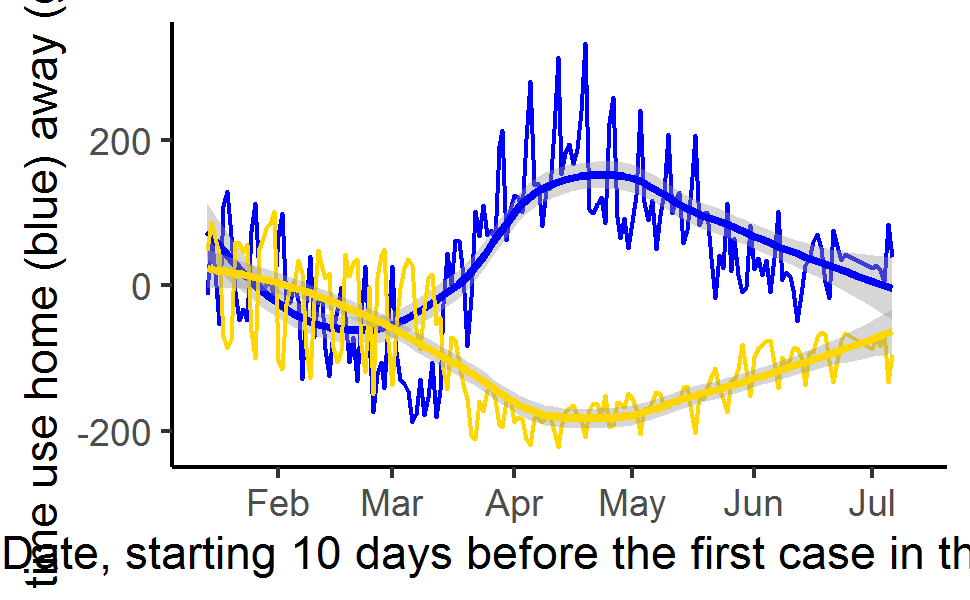 time use home (blue) away (
200
0
-200
Feb Mar Apr May Jun Jul
Date, starting 10 days before the first case in th